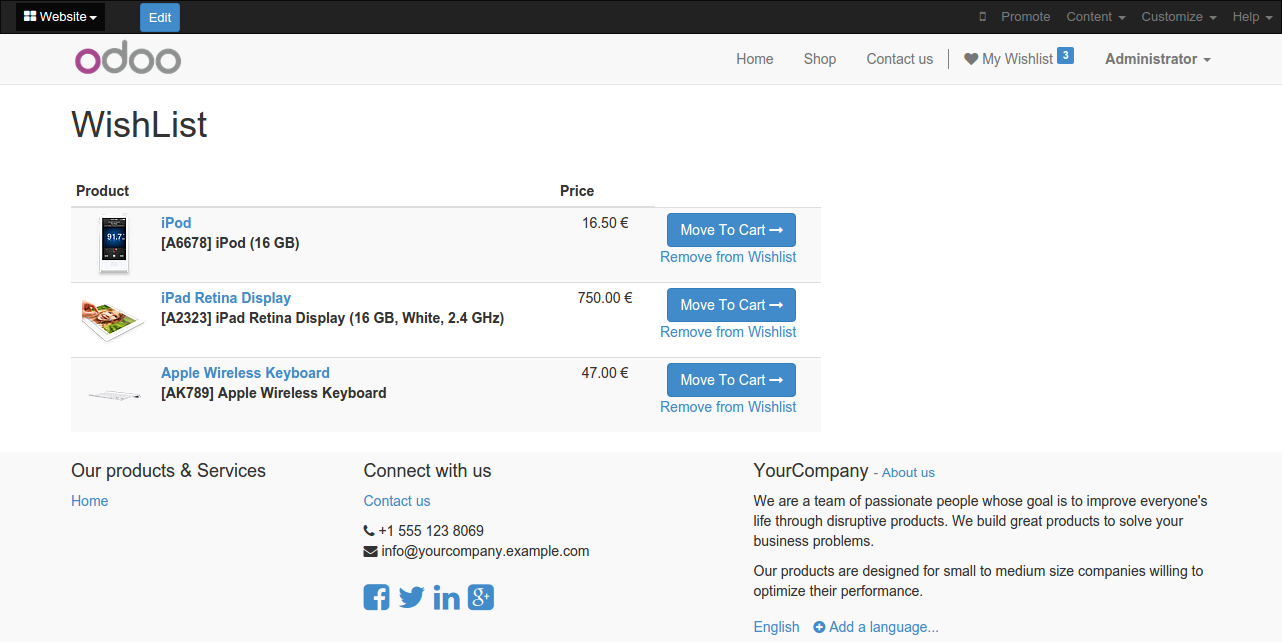 Website Edit Promote Content Customize Help
odoo Home Shop Contact us My Wishlist 3 Administrator
WishList
Product Price
iPod 16.50 € Move To Cart
[A6678] iPod (16 GB)
Remove from Wishlist
91.7
iPad Retina Display 750.00 € Move To Cart
[A2323] iPad Retina Display (16 GB, White, 2.4 GHz)
Remove from Wishlist
Apple Wireless Keyboard 47.00 € Move To Cart
[AK789] Apple Wireless Keyboard
Remove from Wishlist
Our products & Services
Home
Connect with us
Contact us
+1 555 123 8069
info@yourcompany.example.com
YourCompany - About us
We are a team of passionate people whose goal is to improve everyone's
life through disruptive products. We build great products to solve your
business problems.
Our products are designed for small to medium size companies willing to
optimize their performance.
English Add a language...